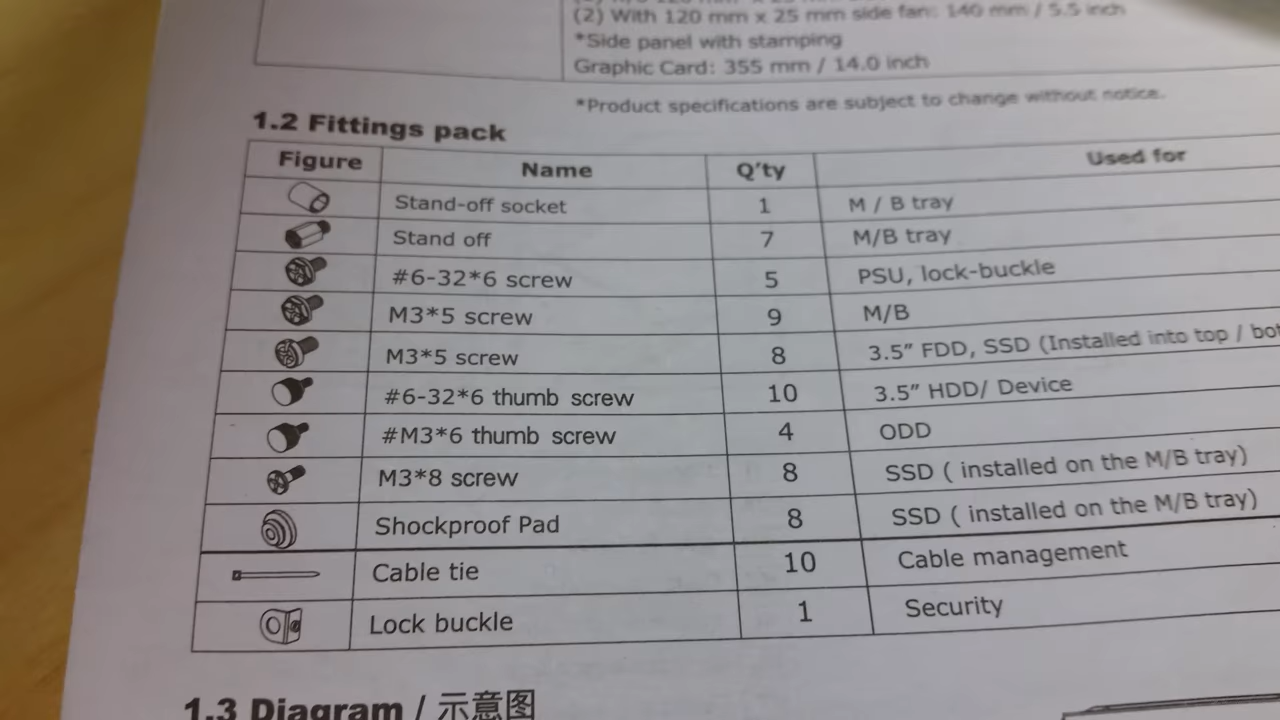 (2) With 120 mm x 25 mm side fan: 140 mm / 5.5 inch
*Side panel with stamping
Graphic Card: 355 mm / 14.0 inch
*Product specifications are subject to change without notice.
1.2 Fittings pack
Figure Name Q'ty Used for
Stand-off socket 1 M / B tray
Stand off 7 M/B tray
#6-32*6 screw 5 PSU, lock-buckle
M3*5 screw 9 M/B
M3*5 screw 8 3.5" FDD, SSD (Installed into top /
#6-32*6 thumb screw 10 3.5" HDD/ Device
#M3*6 thumb screw 4 ODD
M3*8 screw 8 SSD ( installed on the M/B tray)
Shockproof Pad 8 SSD ( installed on the M/B tray)
Cable tie 10 Cable management
Lock buckle 1 Security
1.3 Diagram / 示意图